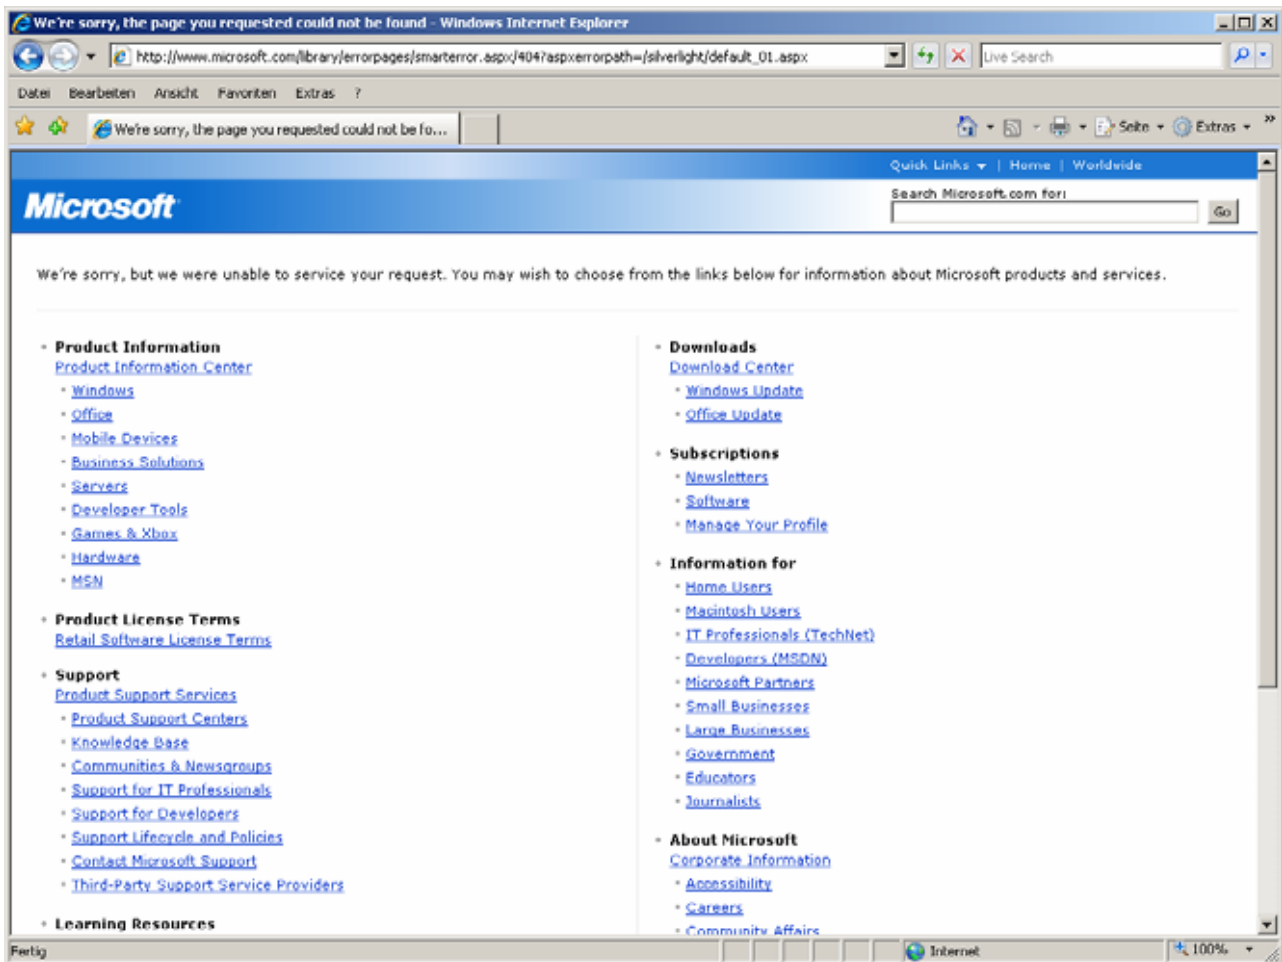 We're sorry, the page you requested could not be found - Windows Internet Explorer
http://www.microsoft.com/library/errorpages/smarterror.aspx/404?aspxerrorpath=/silverlight/default_01.aspx
Live Search
Datei Bearbeiten Ansicht Favoriten Extras ?
We're sorry, the page you requested could not be fo...
Seite Extras »
Quick Links | Home | Worldwide
Microsoft
Search Microsoft.com for:
Go
We're sorry, but we were unable to service your request. You may wish to choose from the links below for information about Microsoft products and services.
Product Information
Product Information Center
Windows
Office
Mobile Devices
Business Solutions
Servers
Developer Tools
Games & Xbox
Hardware
MSN
Product License Terms
Retail Software License Terms
Support
Product Support Services
Product Support Centers
Knowledge Base
Communities & Newsgroups
Support for IT Professionals
Support for Developers
Support Lifecycle and Policies
Contact Microsoft Support
Third-Party Support Service Providers
Learning Resources
Downloads
Download Center
Windows Update
Office Update
Subscriptions
Newsletters
Software
Manage Your Profile
Information for
Home Users
Macintosh Users
IT Professionals (TechNet)
Developers (MSDN)
Microsoft Partners
Small Businesses
Large Businesses
Government
Educators
Journalists
About Microsoft
Corporate Information
Accessibility
Careers
Community Affairs
Fertig
Internet
100%